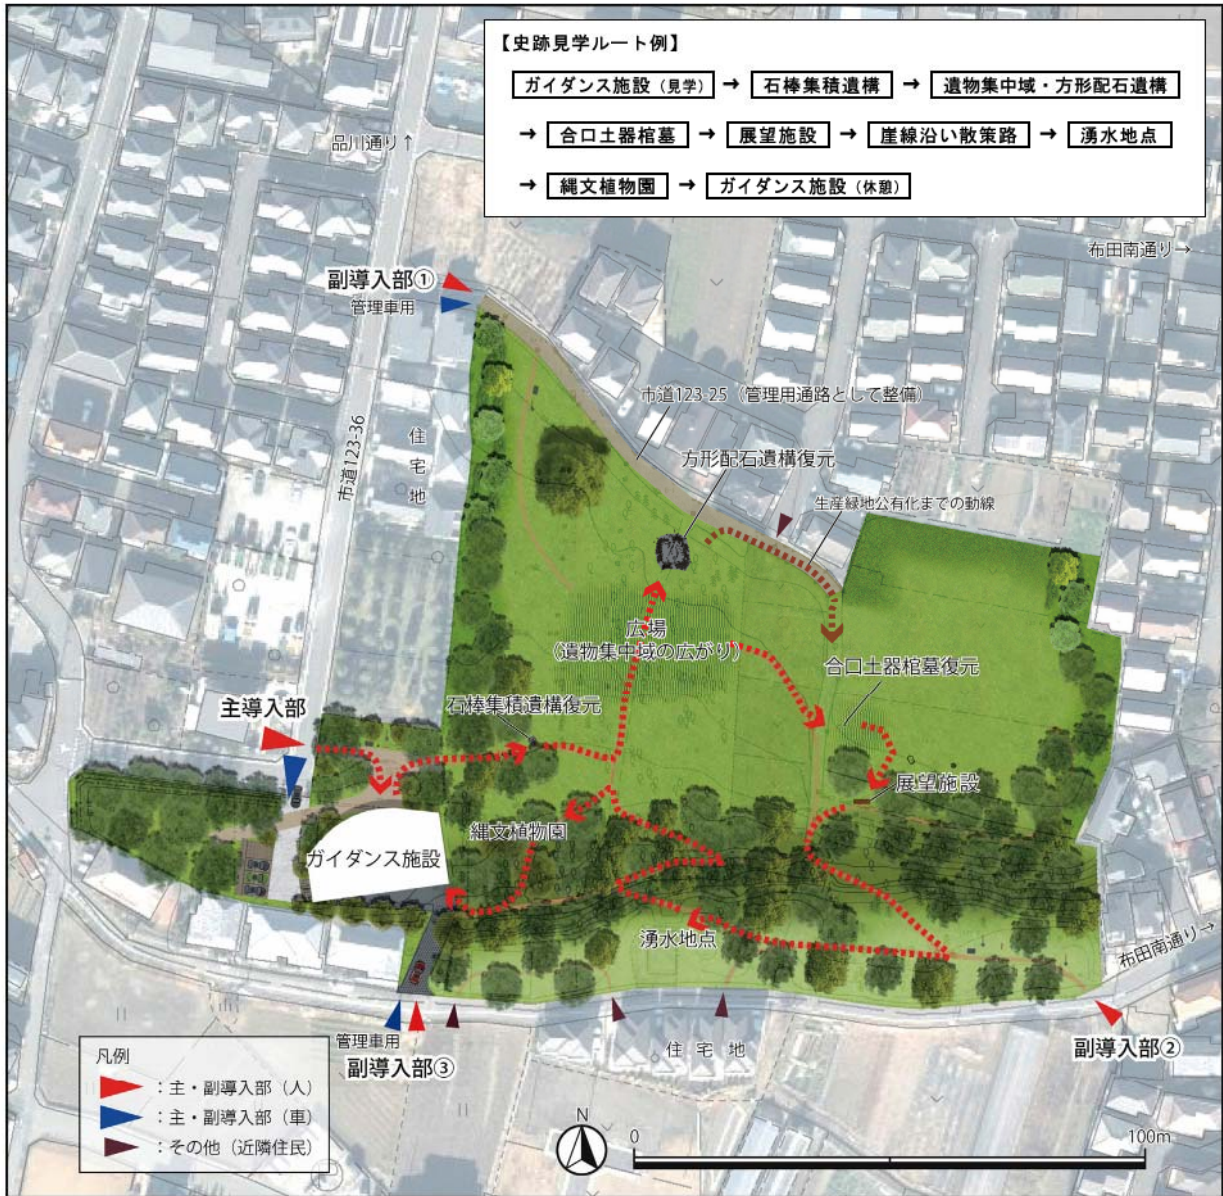 【史跡見学ルート例】
ガイダンス施設（見学） → 石棒集積遺構 → 遺物集中域・方形配石遺構
→ 合口土器棺墓 → 展望施設 → 崖線沿い散策路 → 湧水地点
→ 縄文植物園 → ガイダンス施設（休憩）
品川通り↑
布田南通り→
副導入部①
管理車用
市道123-25（管理用通路として整備）
市道123-36
住宅地
方形配石遺構復元
生産緑地公有化までの動線
広場
（遺物集中域の広がり）
合口土器棺墓復元
石棒集積遺構復元
主導入部
展望施設
縄文植物園
ガイダンス施設
湧水地点
布田南通り→
管理車用
副導入部③
住宅地
副導入部②
凡例
：主・副導入部（人）
：主・副導入部（車）
：その他（近隣住民）
N
0
100m